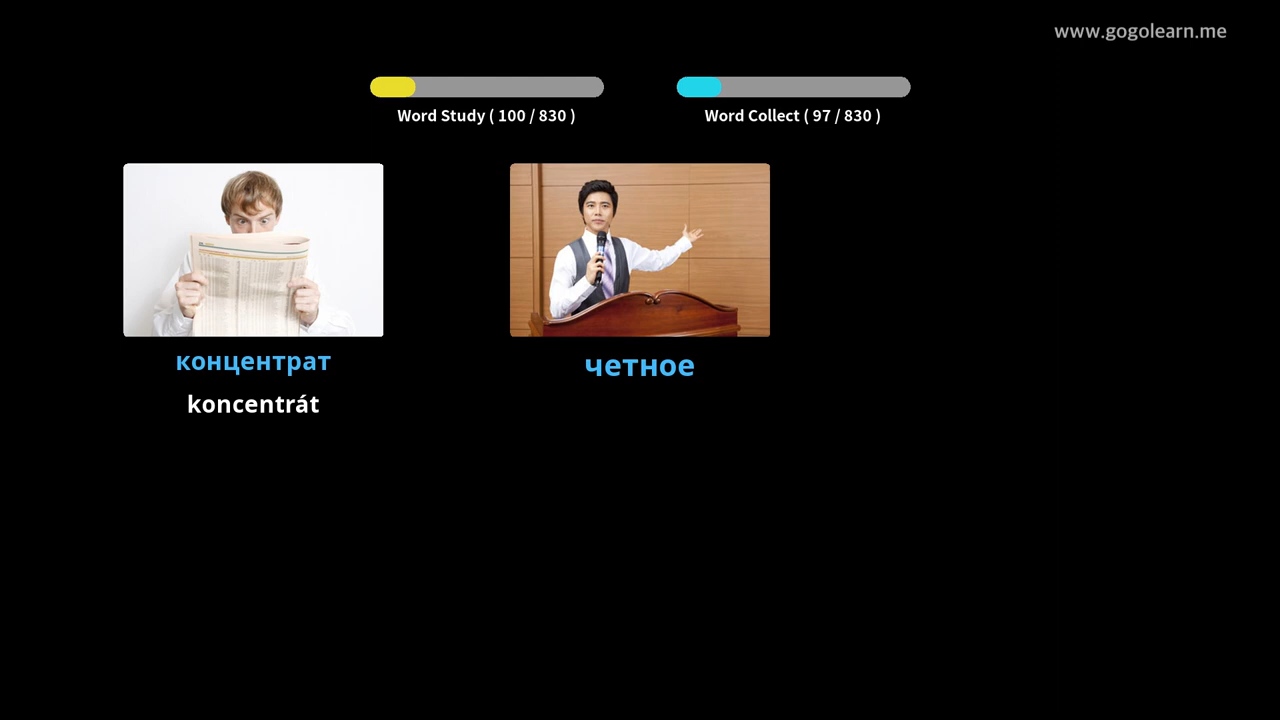 www.gogolearn.me
Word Study ( 100 / 830 )
Word Collect ( 97 / 830 )
концентрат
koncentrát
четное